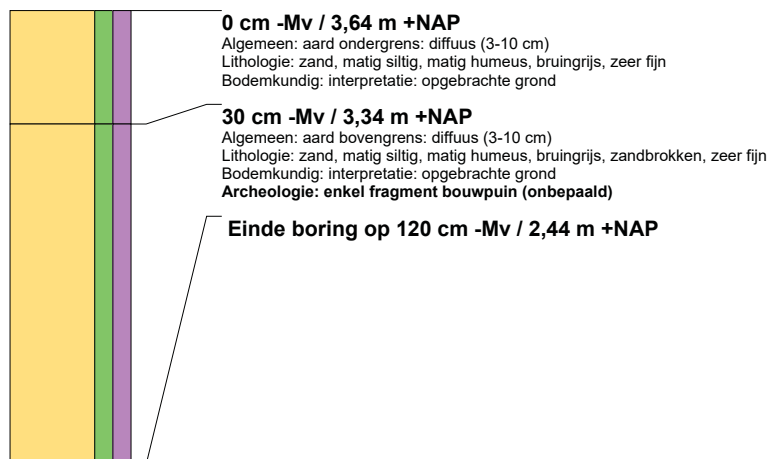 0 cm -Mv / 3,64 m +NAP
Algemeen: aard ondergrens: diffuus (3-10 cm)
Lithologie: zand, matig siltig, matig humeus, bruingrijs, zeer fijn
Bodemkundig: interpretatie: opgebrachte grond
30 cm -Mv / 3,34 m +NAP
Algemeen: aard bovengrens: diffuus (3-10 cm)
Lithologie: zand, matig siltig, matig humeus, bruingrijs, zandbrokken, zeer fijn
Bodemkundig: interpretatie: opgebrachte grond
Archeologie: enkel fragment bouwpuin (onbepaald)
Einde boring op 120 cm -Mv / 2,44 m +NAP